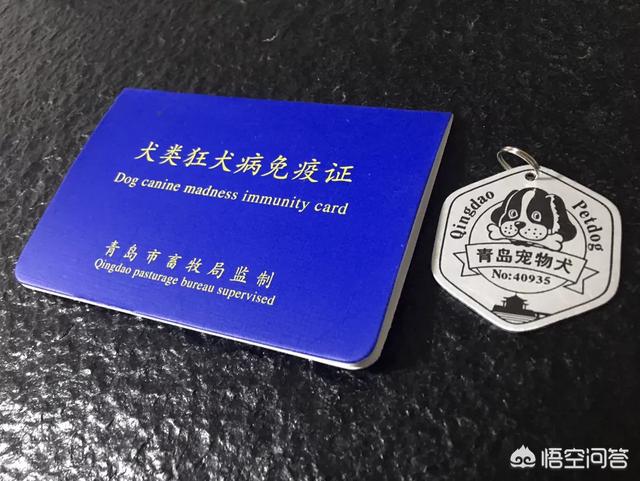 犬类狂犬病免疫证
Dog canine madness immunity card
青岛市畜牧局监制
Qingdao pasturage bureau supervised
Qingdao Petdog
青岛宠物犬
No:40935
悟空问答